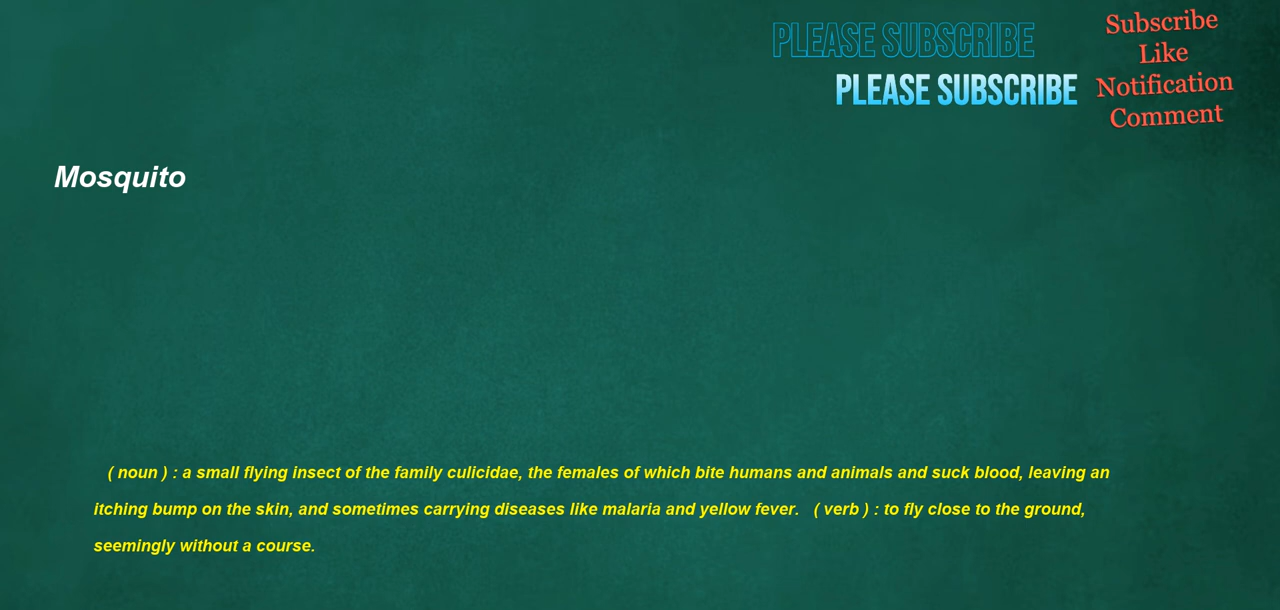 PLEASE SUBSCRIBE
PLEASE SUBSCRIBE
Subscribe
Like
Notification
Comment
Mosquito
( noun ) : a small flying insect of the family culicidae, the females of which bite humans and animals and suck blood, leaving an
itching bump on the skin, and sometimes carrying diseases like malaria and yellow fever. ( verb ) : to fly close to the ground,
seemingly without a course.